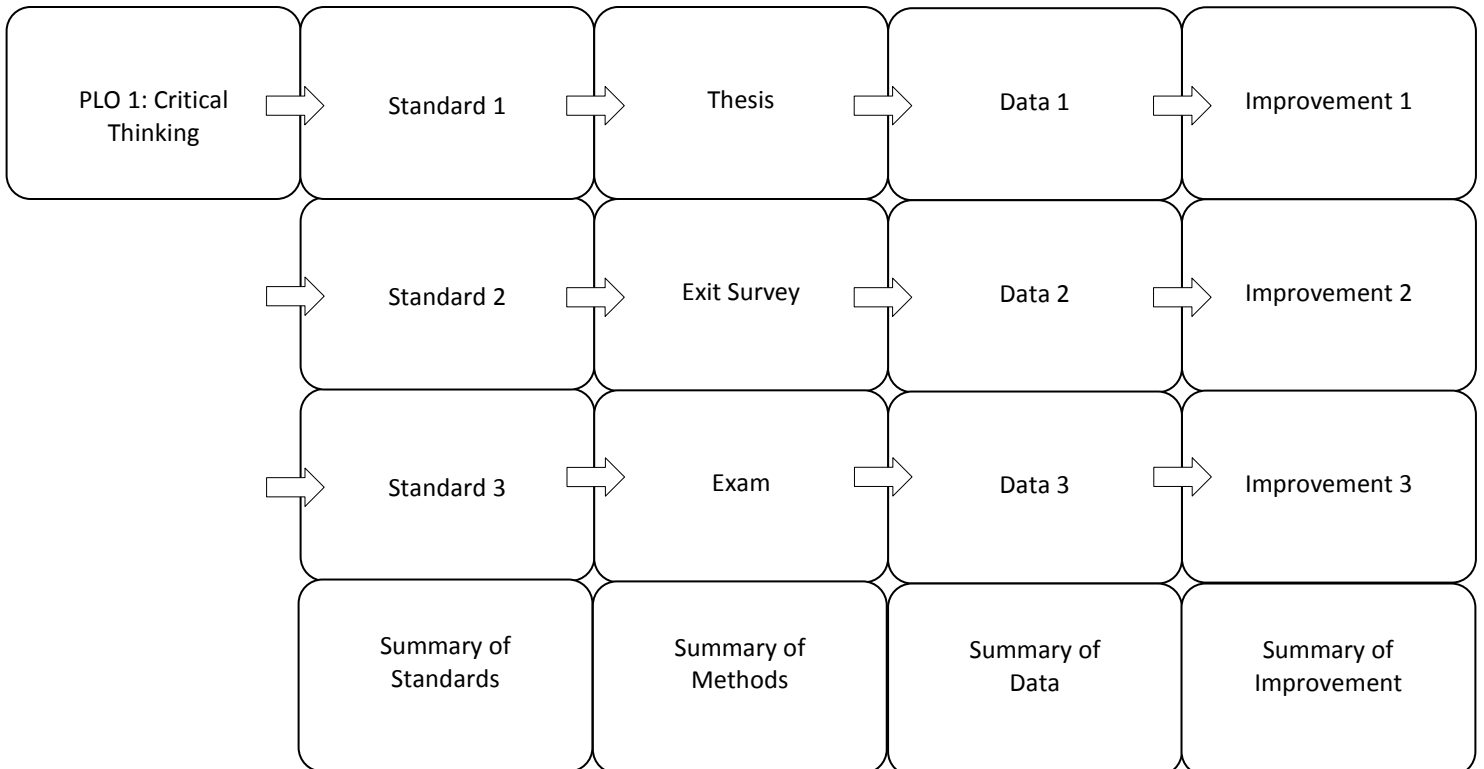 PLO 1: Critical
Thinking
Standard 1
Thesis
Data 1
Improvement 1
Standard 2
Exit Survey
Data 2
Improvement 2
Standard 3
Exam
Data 3
Improvement 3
Summary of
Standards
Summary of
Methods
Summary of
Data
Summary of
Improvement